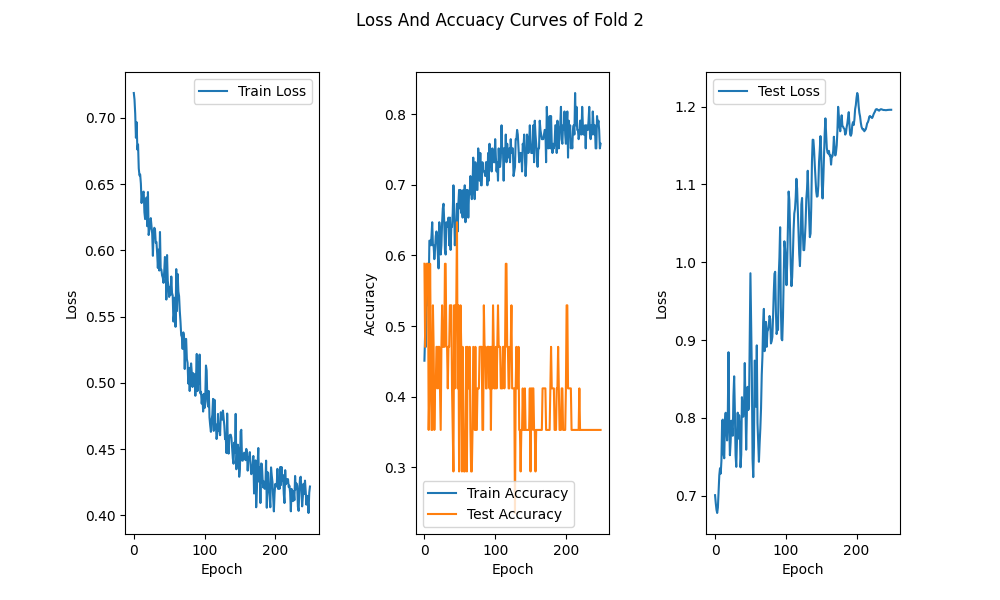 Loss And Accuacy Curves of Fold 2
Train Loss
0.70
0.65
0.60
0.55
0.50
0.45
0.40
Loss
0
100
200
Epoch
0.8
0.7
0.6
0.5
0.4
0.3
Accuracy
Train Accuracy
Test Accuracy
0
100
200
Epoch
Test Loss
1.2
1.1
1.0
0.9
0.8
0.7
Loss
0
100
200
Epoch